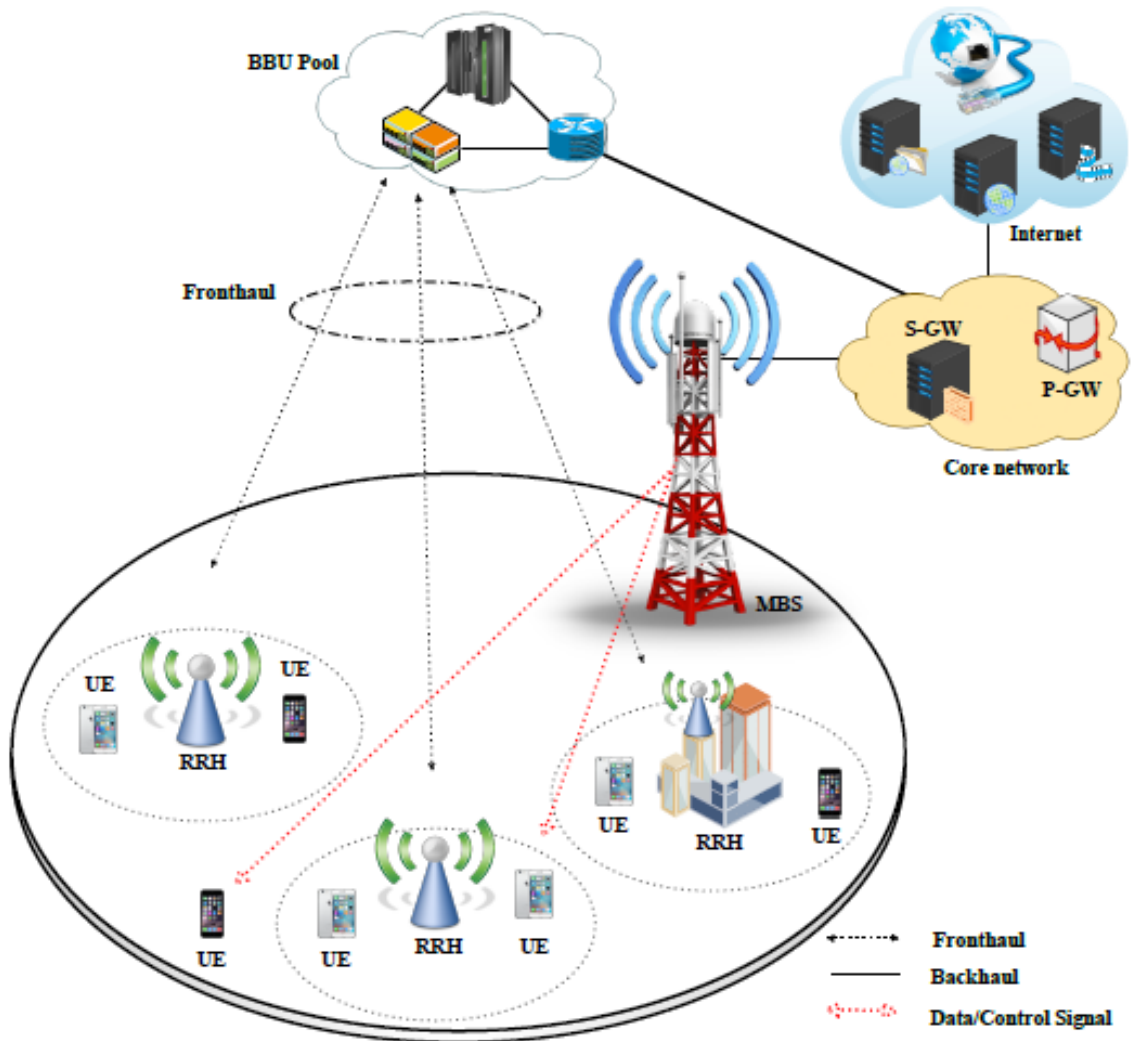 BBU Pool
Internet
Fronthaul
S-GW
P-GW
Core network
MBS
UE
UE
RRH
UE
RRH
UE
UE
UE
RRH
UE
Fronthaul
Backhaul
Data/Control Signal